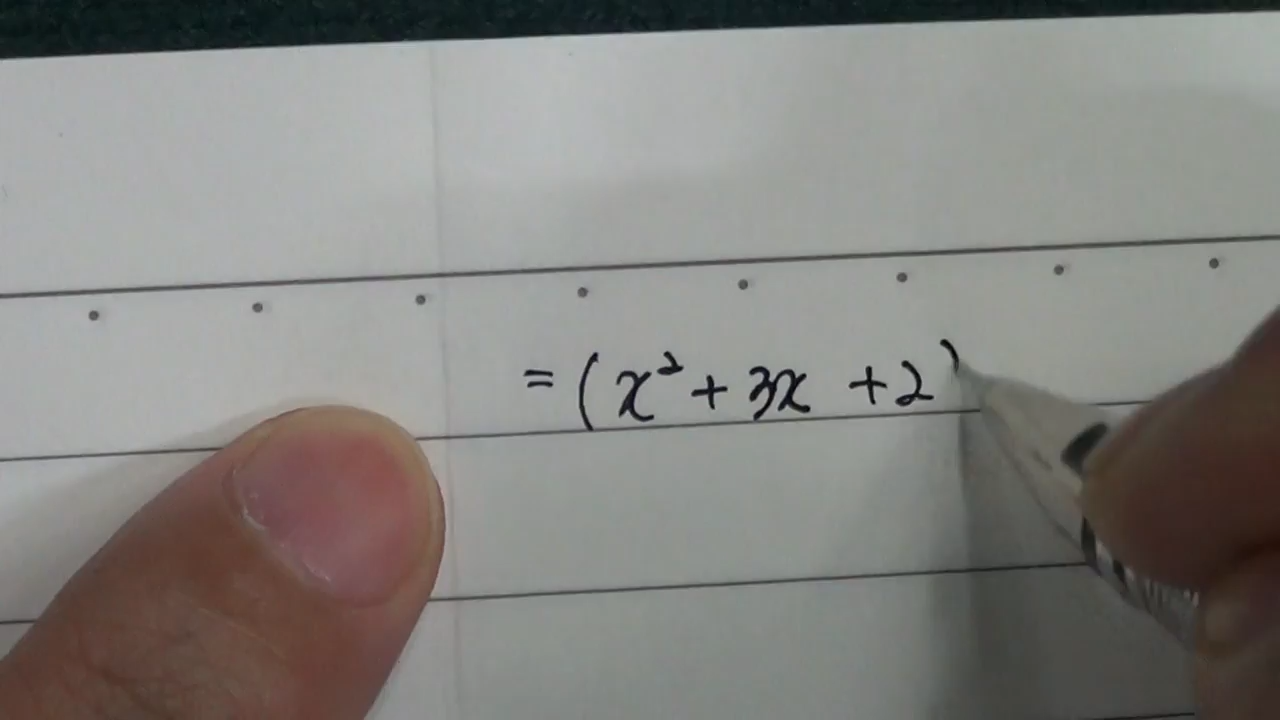 = (x² + 3x + 2)